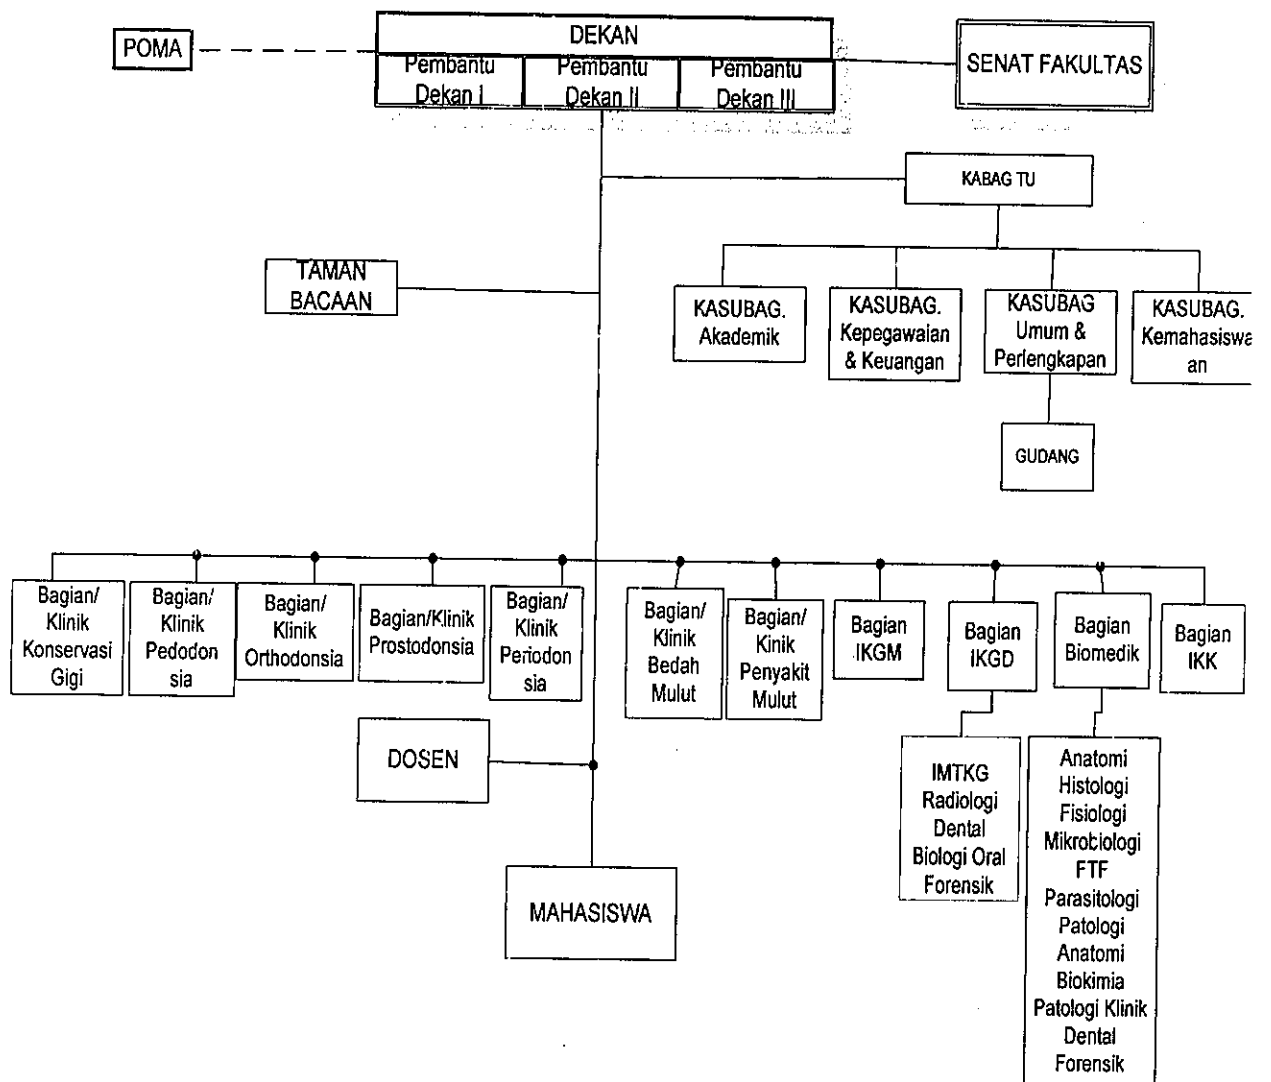 POMA
DEKAN
Pembantu
Dekan I
Pembantu
Dekan II
Pembantu
Dekan III
SENAT FAKULTAS
KABAG TU
TAMAN
BACAAN
KASUBAG.
Akademik
KASUBAG.
Kepegawaian
& Keuangan
KASUBAG
Umum &
Perlengkapan
KASUBAG.
Kemahasiswa
an
GUDANG
Bagian/
Klinik
Konservasi
Gigi
Bagian/
Klinik
Pedodon
sia
Bagian/
Klinik
Orthodonsia
Bagian/Klinik
Prostodonsia
Bagian/
Klinik
Periodon
sia
Bagian/
Klinik
Bedah
Mulut
Bagian/
Kinik
Penyakit
Mulut
Bagian
IKGM
Bagian
IKGD
Bagian
Biomedik
Bagian
IKK
DOSEN
MAHASISWA
IMTKG
Radiologi
Dental
Biologi Oral
Forensik
Anatomi
Histologi
Fisiologi
Mikrobiologi
FTF
Parasitologi
Patologi
Anatomi
Biokimia
Patologi Klinik
Dental
Forensik